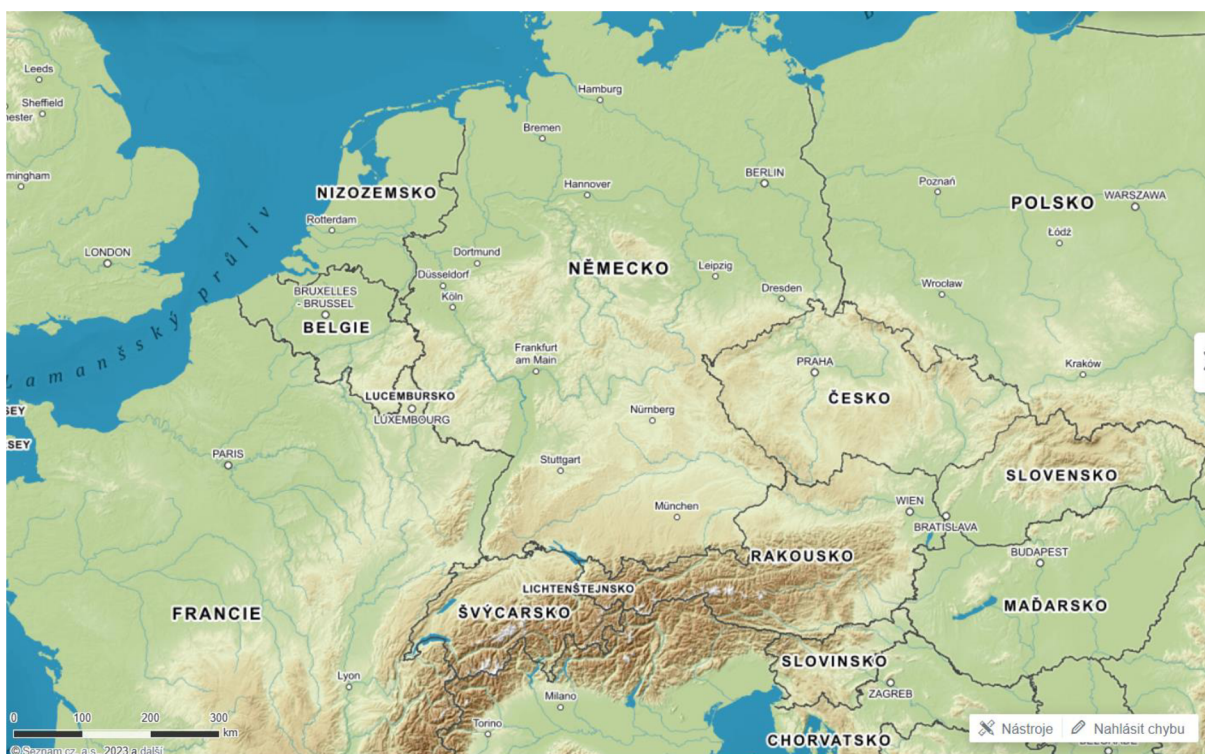 Leeds
Sheffield
mester
mingham
LONDON
Zamanšský průliv
SEY
SEY
Hamburg
Bremen
Hannover
BERLIN
NIZOZEMSKO
Rotterdam
Poznań
POLSKO
WARSZAWA
Łódź
Dortmund
Düsseldorf
Köln
NĚMECKO
Leipzig
Dresden
Wrocław
BRUXELLES
- BRUSSEL
BELGIE
Frankfurt
am Main
PRAHA
ČESKO
Kraków
LUCEMBURSKO
LUXEMBOURG
Nürnberg
PARIS
Stuttgart
München
WIEN
SLOVENSKO
BRATISLAVA
BUDAPEST
RAKOUSKO
LICHTENŠTEJNSKO
ŠVÝCARSKO
FRANCIE
MAĎARSKO
SLOVINSKO
ZAGREB
Lyon
Milano
Torino
CHORVATSKO
0 100 200 300
km
© Seznam.cz, a.s., 2023 a další
Nástroje
Nahlásit chybu